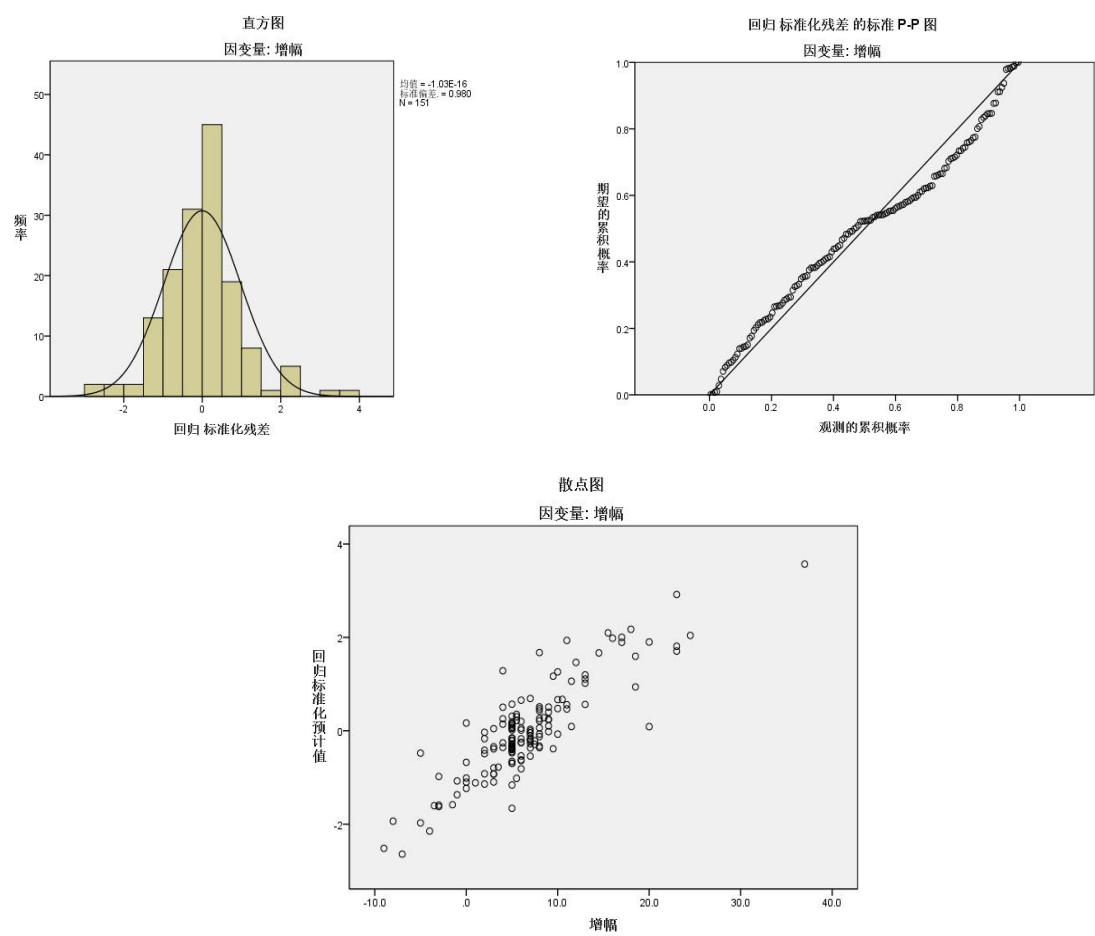 直方图
因变量: 增幅
50
40
30
20
10
0
-2
0
2
4
频率
回归 标准化残差
均值 = -1.03E-16
标准偏差. = 0.980
N = 151
回归 标准化残差 的标准 P-P 图
因变量: 增幅
1.0
0.8
0.6
0.4
0.2
0.0
0.0
0.2
0.4
0.6
0.8
1.0
期望的累积概率
观测的累积概率
散点图
因变量: 增幅
4
2
0
-2
-10.0
.0
10.0
20.0
30.0
40.0
回归标准化预计值
增幅